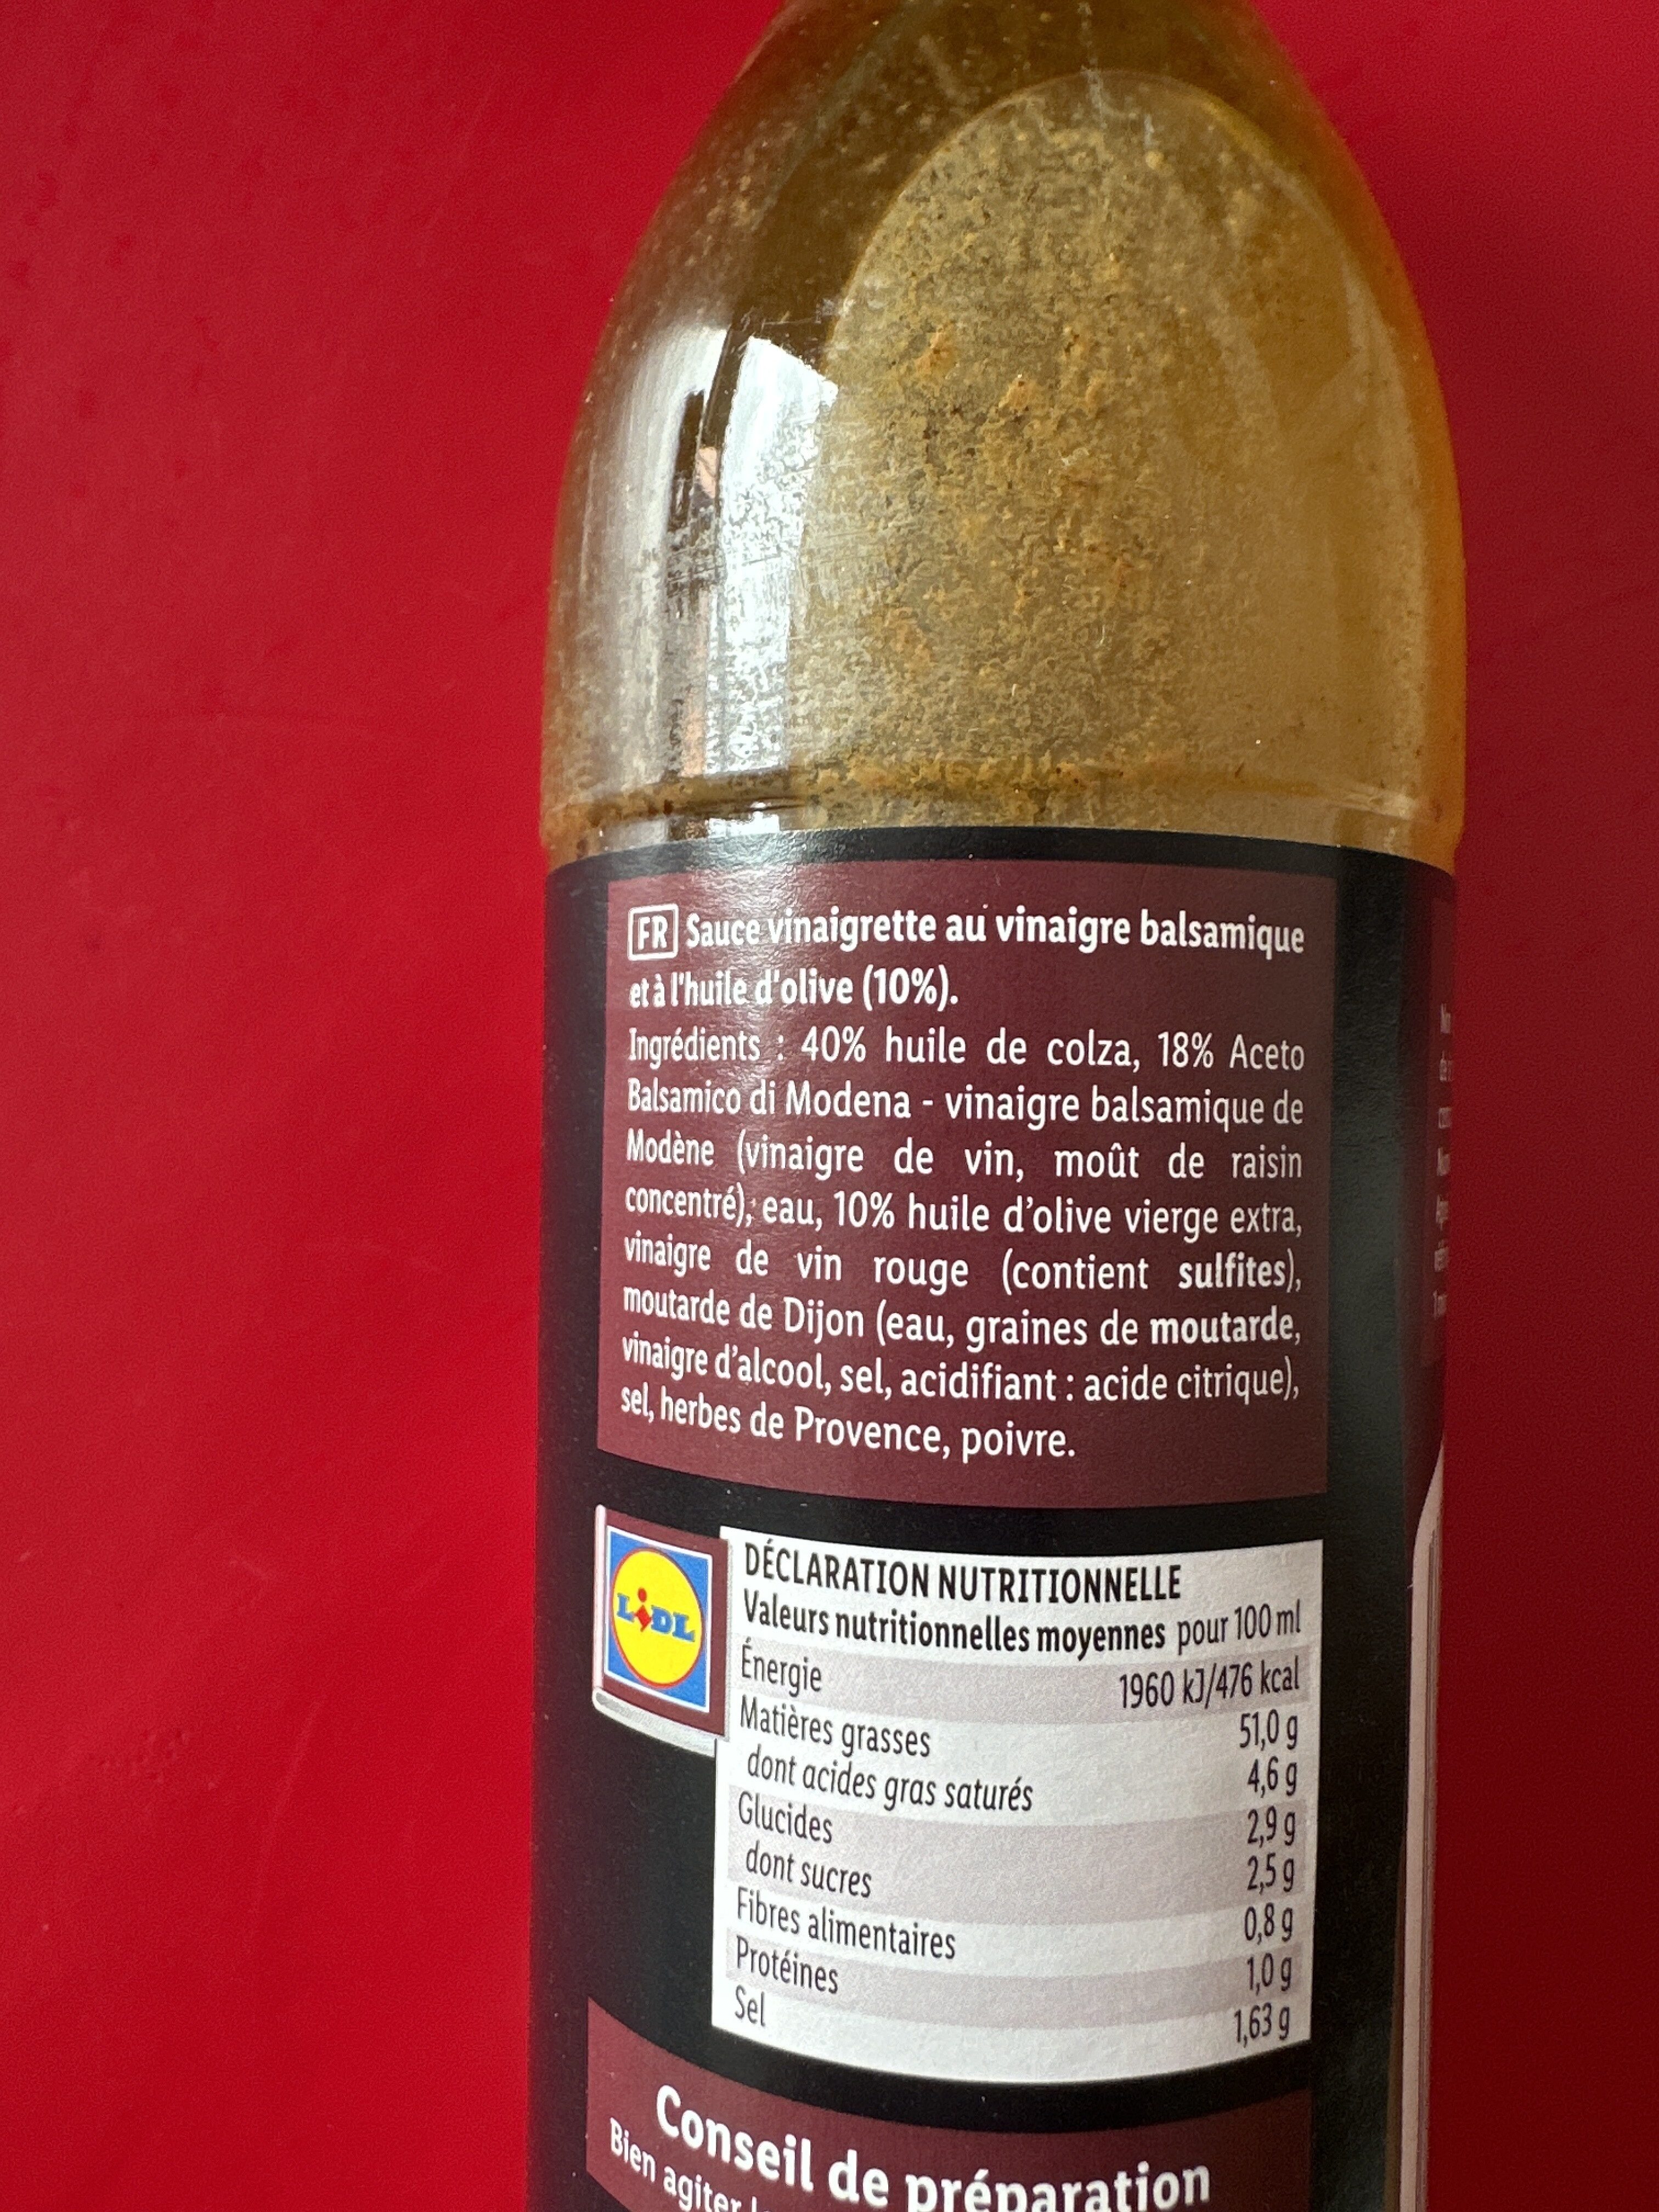 FR Sauce vinaigrette au vinaigre balsamique
et à l'huile d'olive (10%).
Ingrédients : 40% huile de colza, 18% Aceto
Balsamico di Modena - vinaigre balsamique de
Modène (vinaigre de vin, moût de raisin
concentré); eau, 10% huile d’olive vierge extra,
vinaigre de vin rouge (contient sulfites),
moutarde de Dijon (eau, graines de moutarde,
vinaigre d’alcool, sel, acidifiant : acide citrique),
sel, herbes de Provence, poivre.
LIDL
DÉCLARATION NUTRITIONNELLE
Valeurs nutritionnelles moyennes pour 100 ml
Énergie 1960 kJ/476 kcal
Matières grasses 51,0 g
dont acides gras saturés 4,6 g
Glucides 2,9 g
dont sucres 2,5 g
Fibres alimentaires 0,8 g
Protéines 1,0 g
Sel 1,63 g
Conseil de préparation
Bien agiter